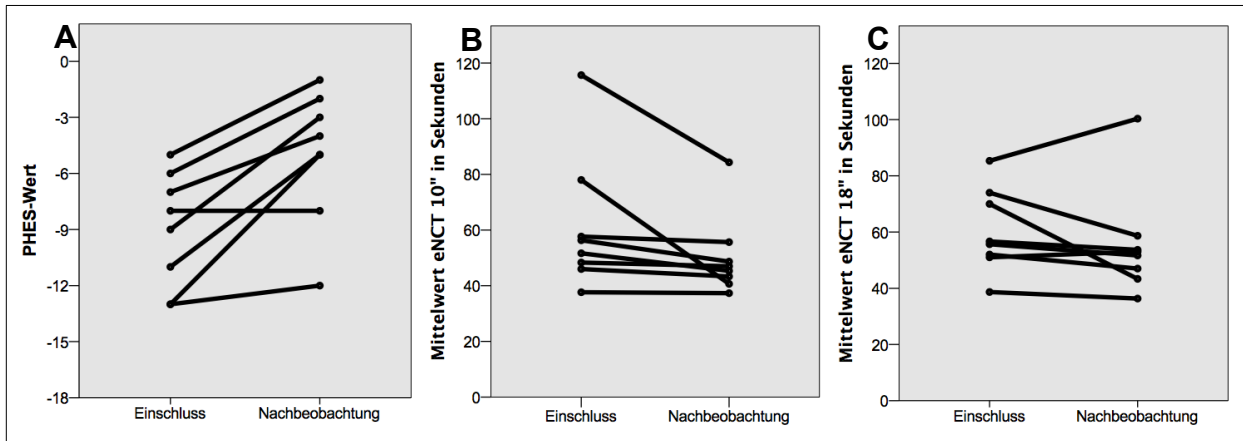 A
PHES-Wert
0
-3
-6
-9
-12
-15
-18
Einschluss
Nachbeobachtung
B
Mittelwert eNCT 10" in Sekunden
120
100
80
60
40
20
0
Einschluss
Nachbeobachtung
C
Mittelwert eNCT 18" in Sekunden
120
100
80
60
40
20
0
Einschluss
Nachbeobachtung